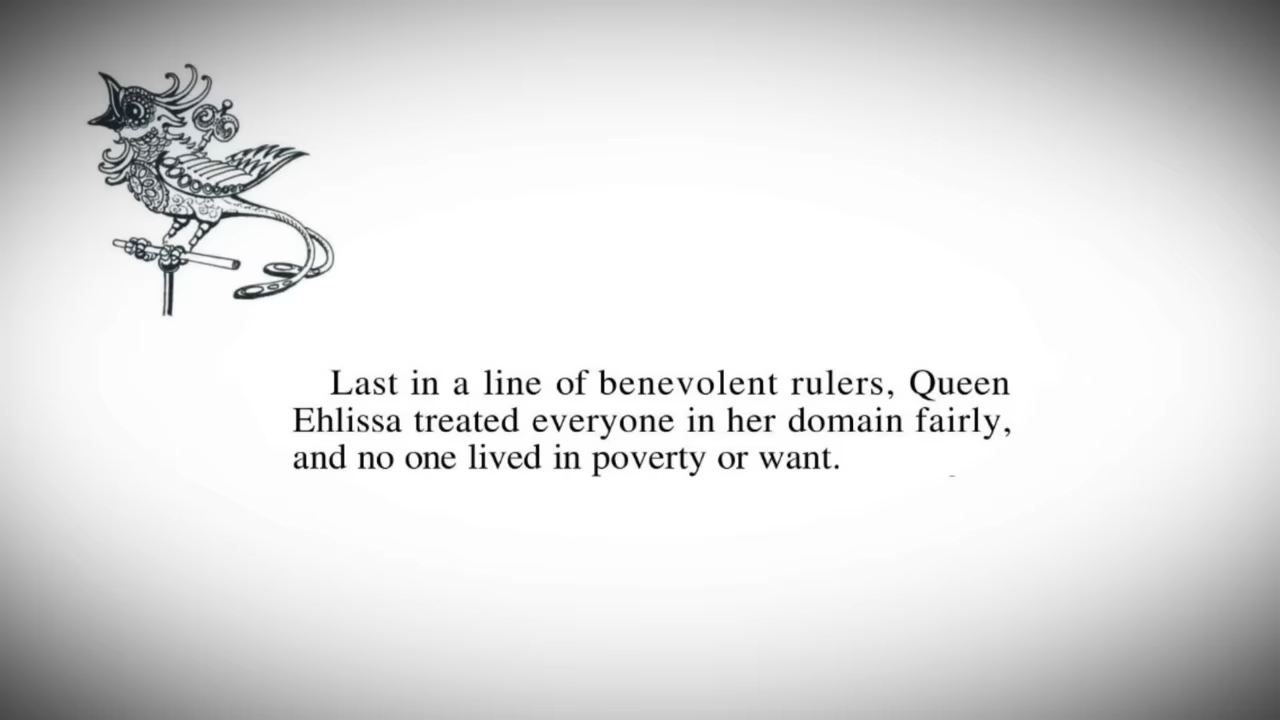 Last in a line of benevolent rulers, Queen
Ehlissa treated everyone in her domain fairly,
and no one lived in poverty or want.